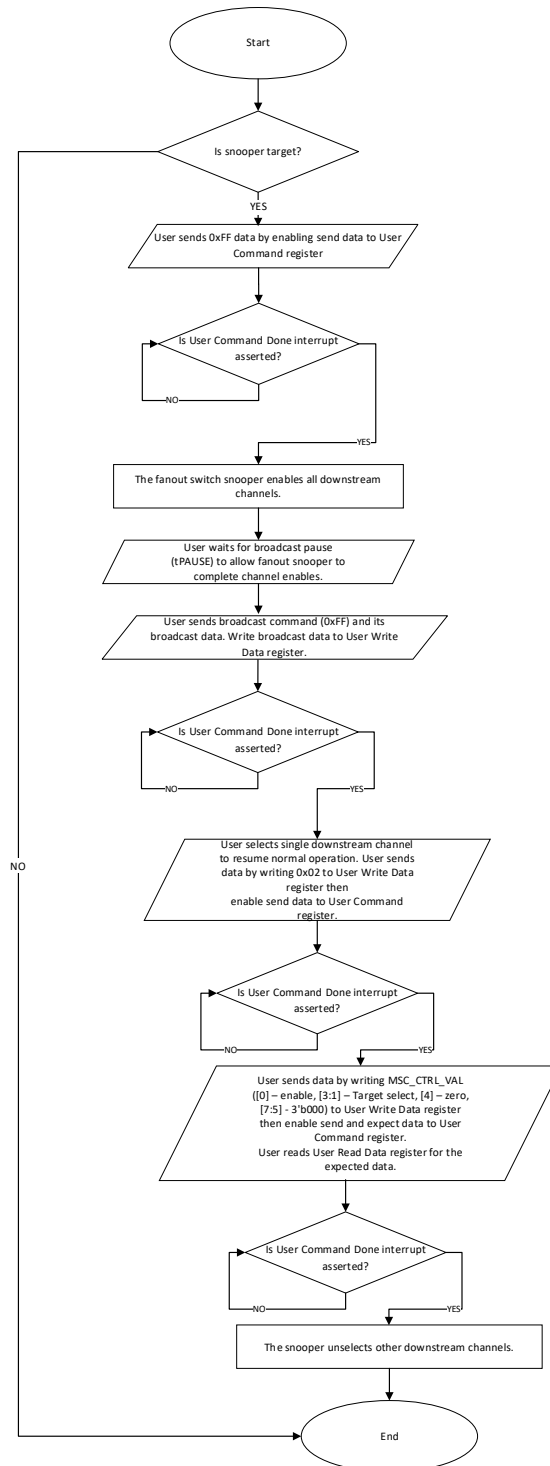 Start
Is snooper target?
YES
User sends 0xFF data by enabling send data to User
Command register
Is User Command Done interrupt
asserted?
NO
YES
The fanout switch snooper enables all downstream
channels.
User waits for broadcast pause
(tPAUSE) to allow fanout snooper to
complete channel enables.
User sends broadcast command (0xFF) and its
broadcast data. Write broadcast data to User Write
Data register.
Is User Command Done interrupt
asserted?
NO
YES
User selects single downstream channel
to resume normal operation. User sends
data by writing 0x02 to User Write Data
register then
enable send data to User Command
register.
NO
Is User Command Done interrupt
asserted?
NO
YES
User sends data by writing MSC_CTRL_VAL
([0] – enable, [3:1] – Target select, [4] – zero,
[7:5] - 3'b000) to User Write Data register
then enable send and expect data to User
Command register.
User reads User Read Data register for the
expected data.
Is User Command Done interrupt
asserted?
NO
YES
The snooper unselects other downstream channels.
End